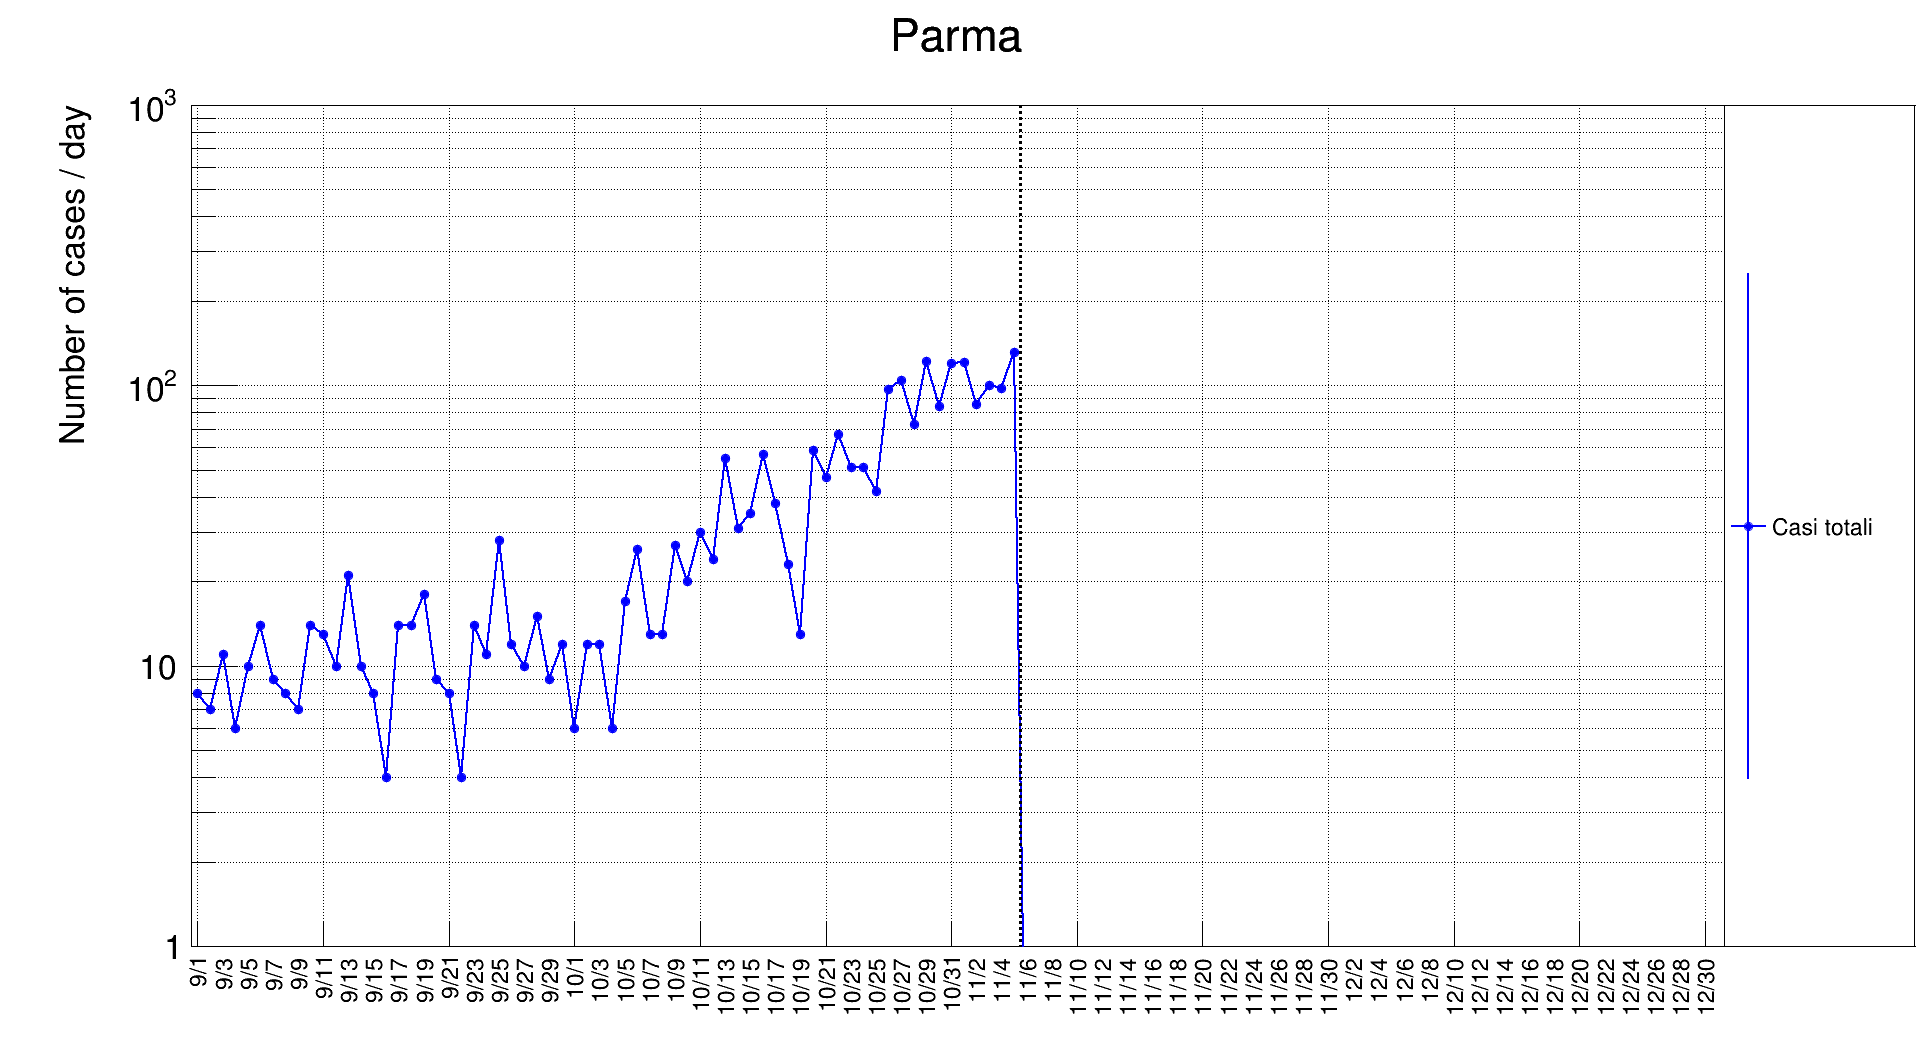 Parma
Number of cases / day
10³
10²
10
1
9/1 9/3 9/5 9/7 9/9 9/11 9/13 9/15 9/17 9/19 9/21 9/23 9/25 9/27 9/29 10/1 10/3 10/5 10/7 10/9 10/11 10/13 10/15 10/17 10/19 10/21 10/23 10/25 10/27 10/29 10/31 11/2 11/4 11/6 11/8 11/10 11/12 11/14 11/16 11/18 11/20 11/22 11/24 11/26 11/28 11/30 12/2 12/4 12/6 12/8 12/10 12/12 12/14 12/16 12/18 12/20 12/22 12/24 12/26 12/28 12/30
Casi totali